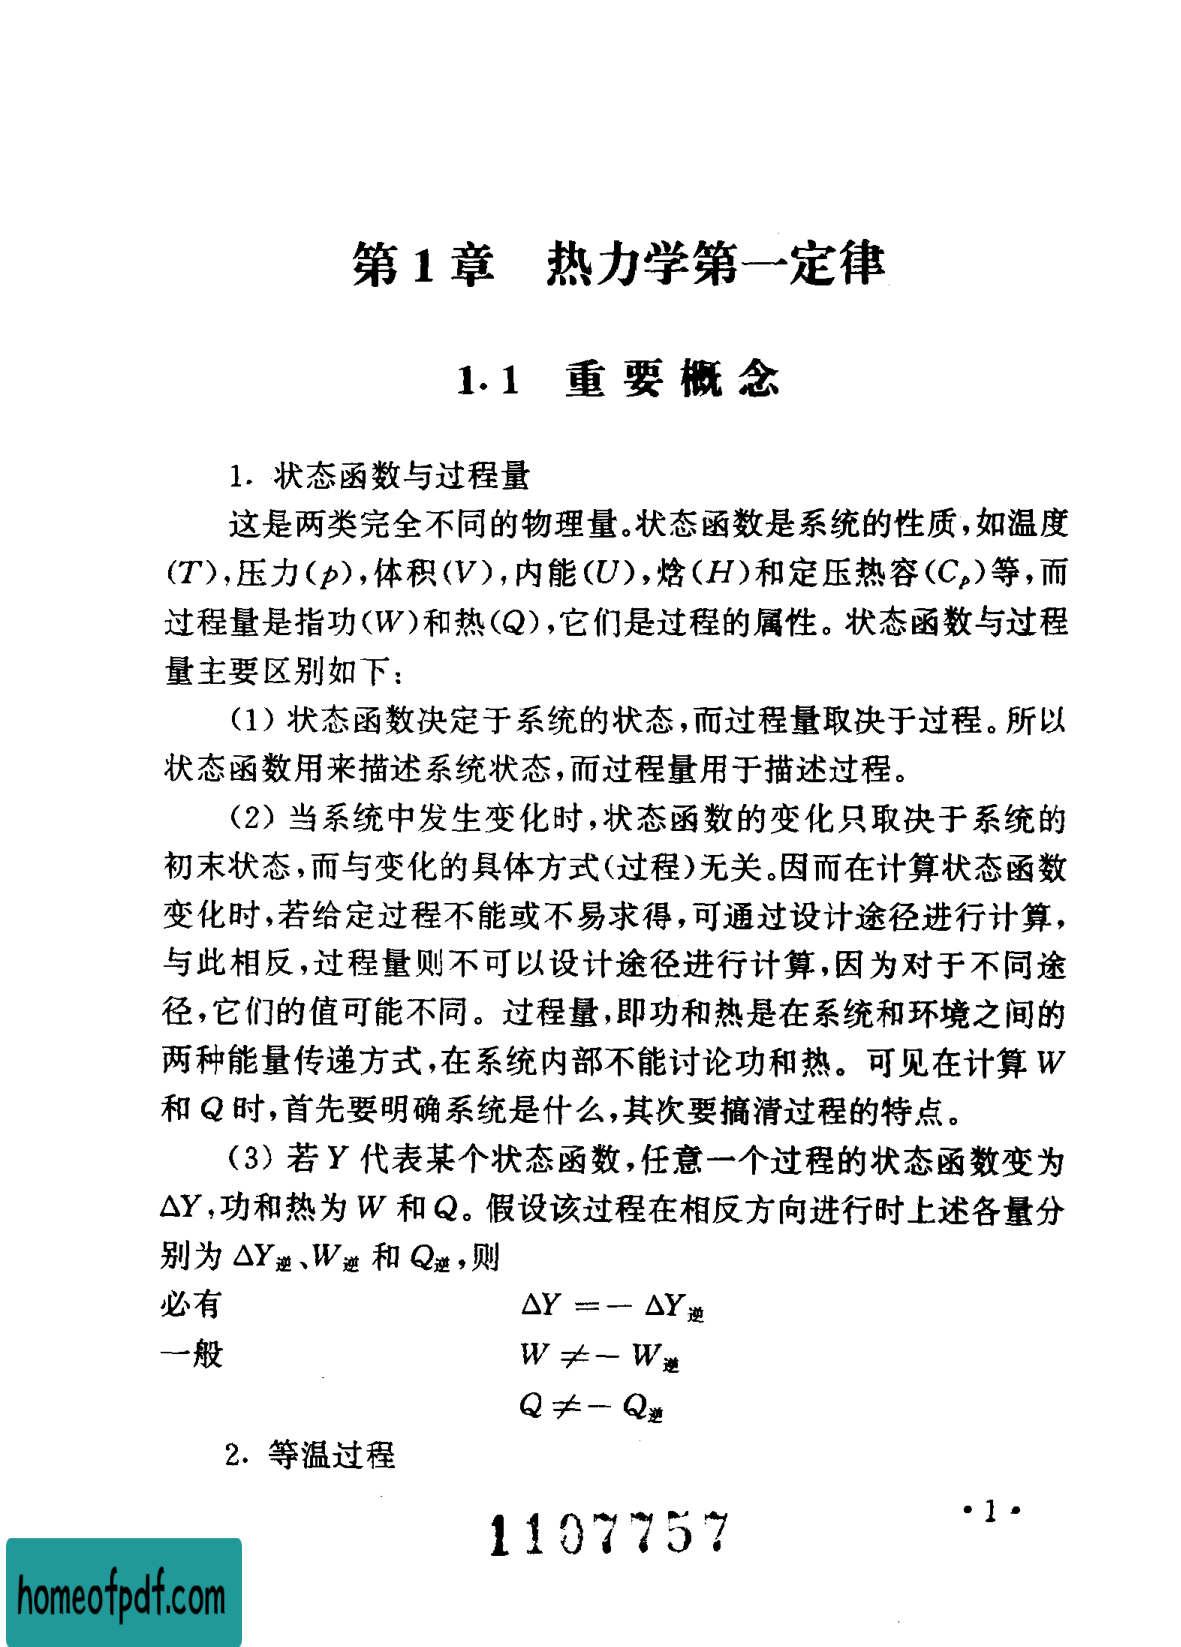 第1章 热力学第一定律
1.1 重要概念
1. 状态函数与过程量
这是两类完全不同的物理量。状态函数是系统的性质,如温度
(T),压力(p),体积(V),内能(U),焓(H)和定压热容(Cₚ)等,而
过程量是指功(W)和热(Q),它们是过程的属性。状态函数与过程
量主要区别如下:
(1) 状态函数决定于系统的状态,而过程量取决于过程。所以
状态函数用来描述系统状态,而过程量用于描述过程。
(2) 当系统中发生变化时,状态函数的变化只取决于系统的
初末状态,而与变化的具体方式(过程)无关。因而在计算状态函数
变化时,若给定过程不能或不易求得,可通过设计途径进行计算,
与此相反,过程量则不可以设计途径进行计算,因为对于不同途
径,它们的值可能不同。过程量,即功和热是在系统和环境之间的
两种能量传递方式,在系统内部不能讨论功和热。可见在计算W
和Q时,首先要明确系统是什么,其次要搞清过程的特点。
(3) 若Y代表某个状态函数,任意一个过程的状态函数变为
ΔY,功和热为W和Q。假设该过程在相反方向进行时上述各量分
别为ΔY逆、W逆和Q逆,则
必有 ΔY = − ΔY逆
一般 W ≠ − W逆
Q ≠ − Q逆
2. 等温过程
·1·
1107757
homeofpdf.com